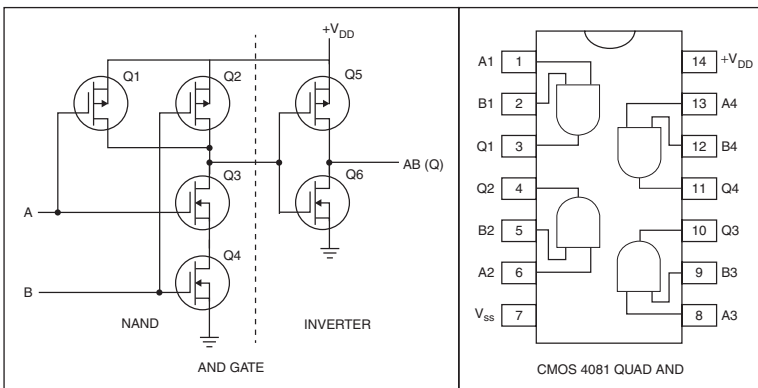 +VDD
Q1
Q2
Q5
AB (Q)
Q3
Q6
A
Q4
B
NAND
INVERTER
AND GATE
A1 1 14 +VDD
B1 2 13 A4
Q1 3 12 B4
Q2 4 11 Q4
B2 5 10 Q3
A2 6 9 B3
Vss 7 8 A3
CMOS 4081 QUAD AND